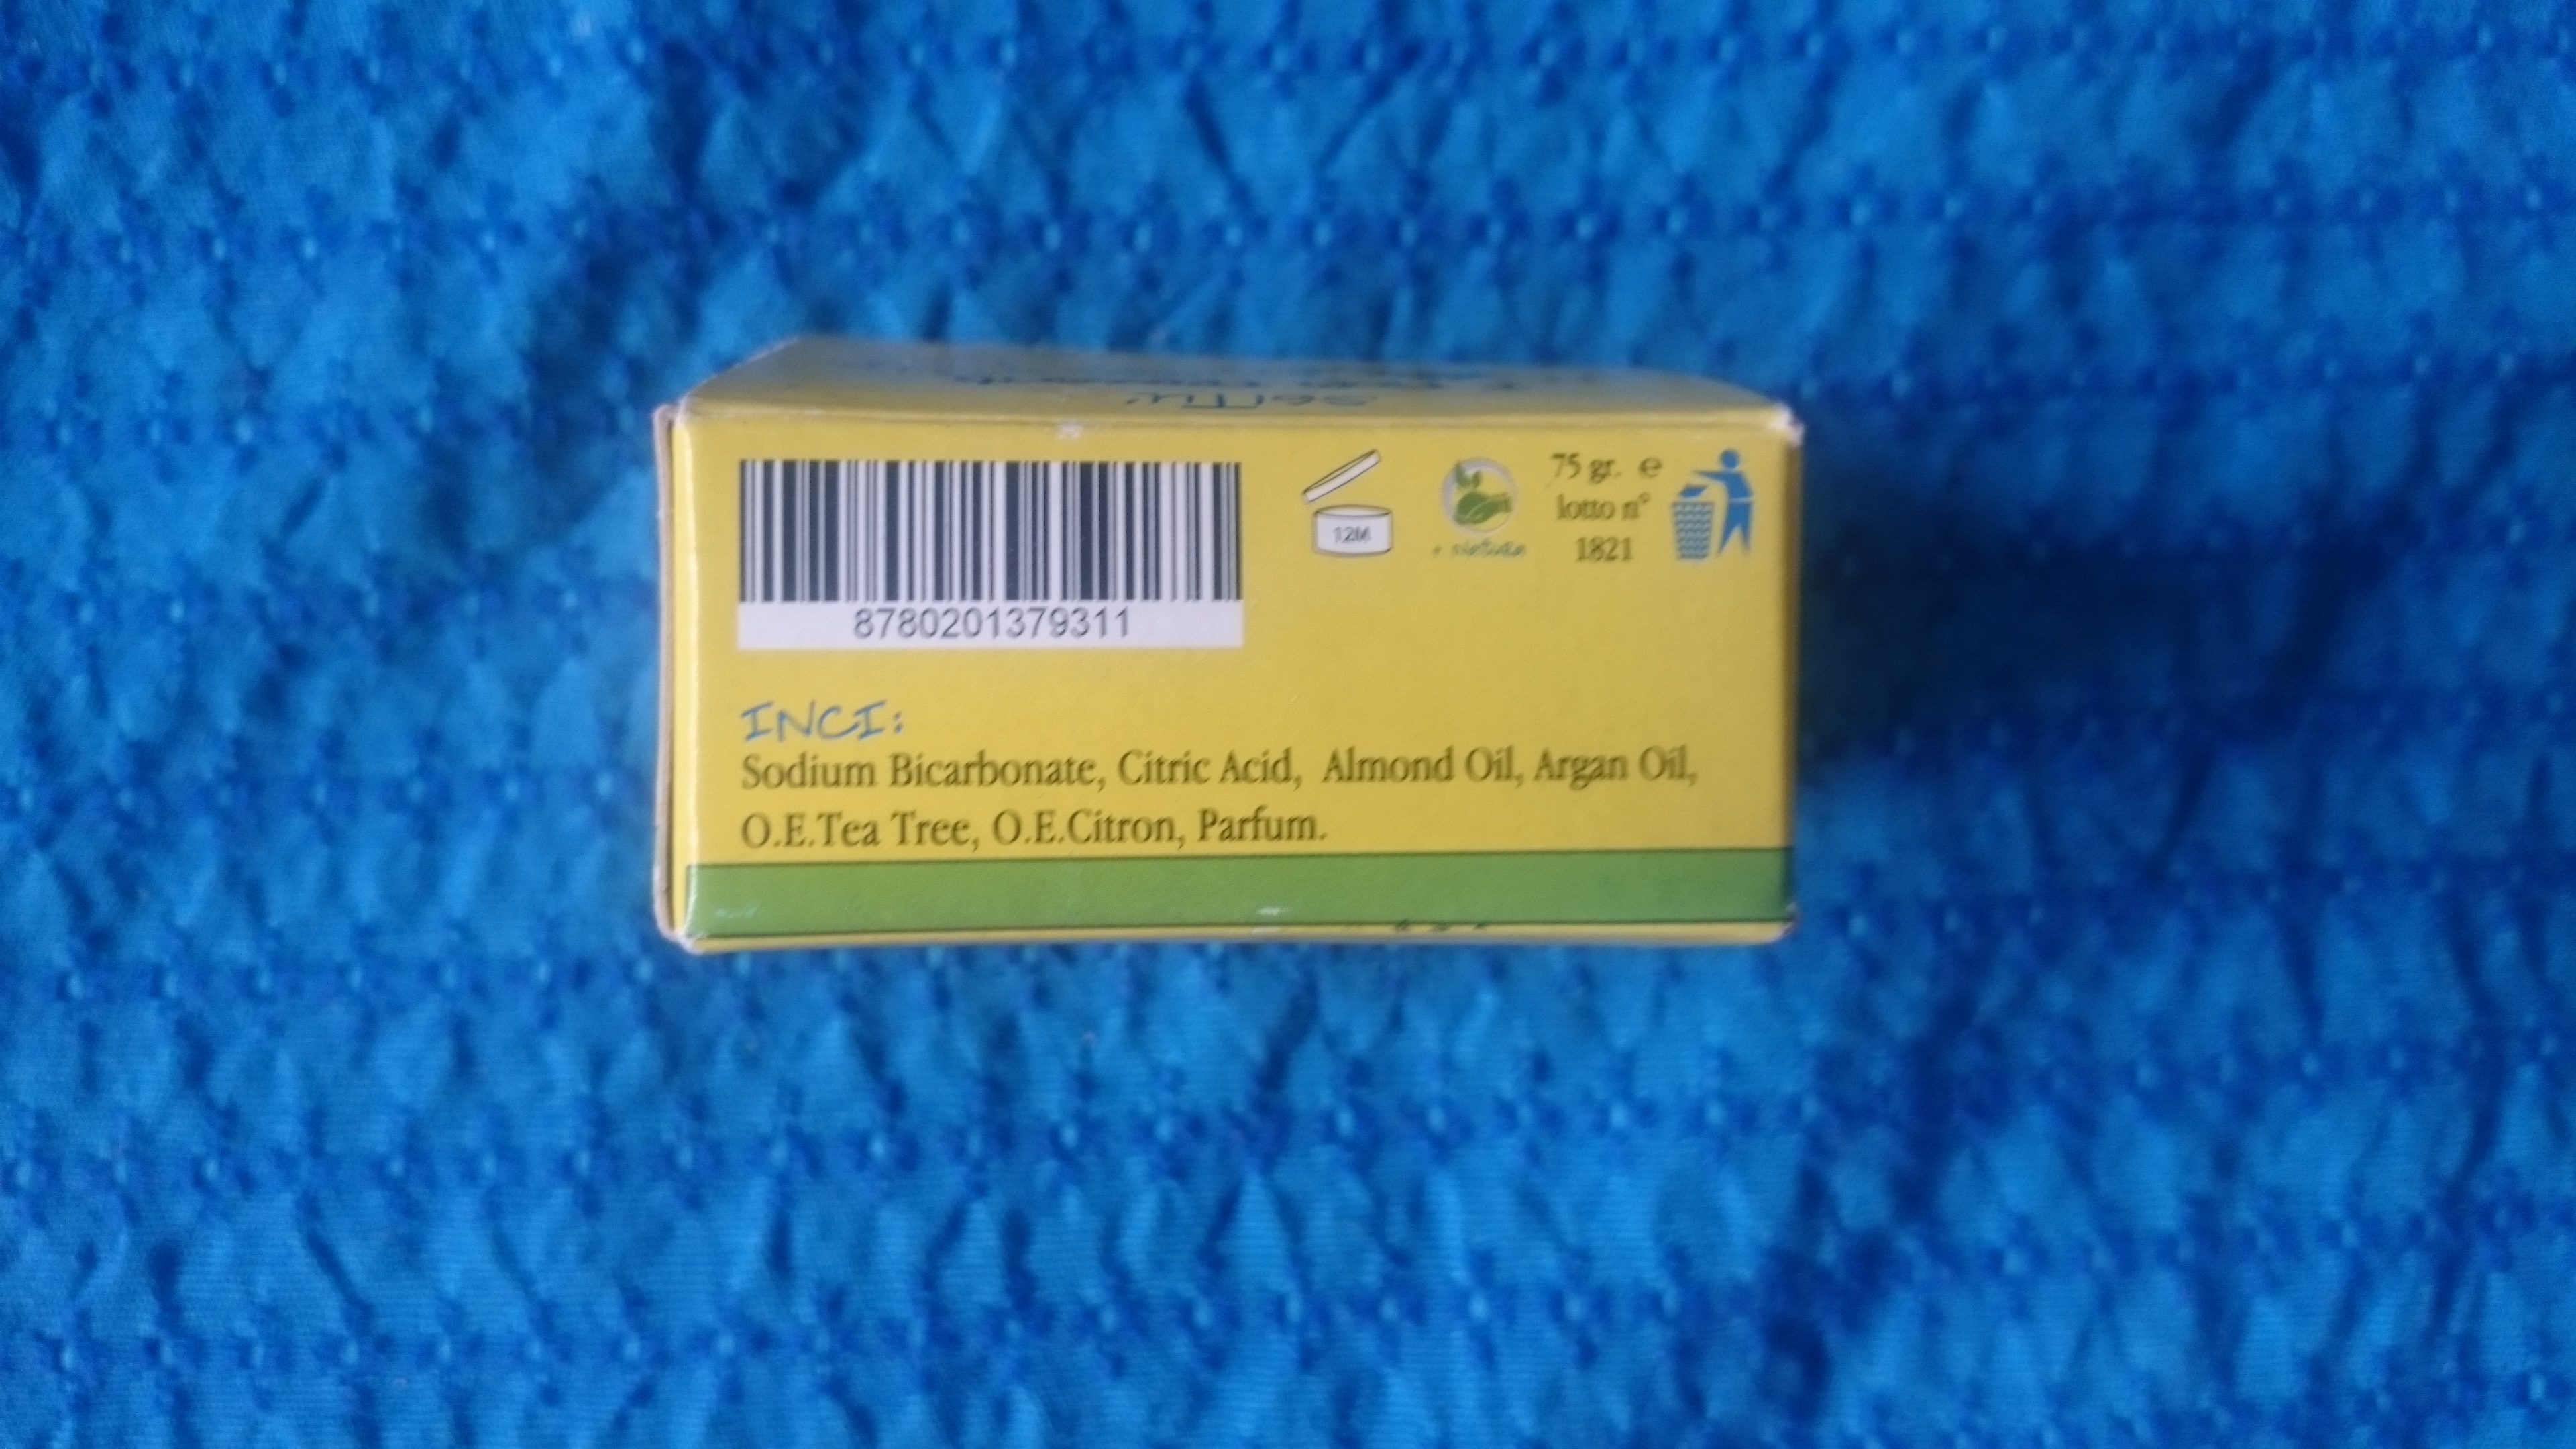 12M
+ Natura
75 gr. e
lotto n°
1821
8780201379311
INCI:
Sodium Bicarbonate, Citric Acid, Almond Oil, Argan Oil,
O.E.Tea Tree, O.E.Citron, Parfum.